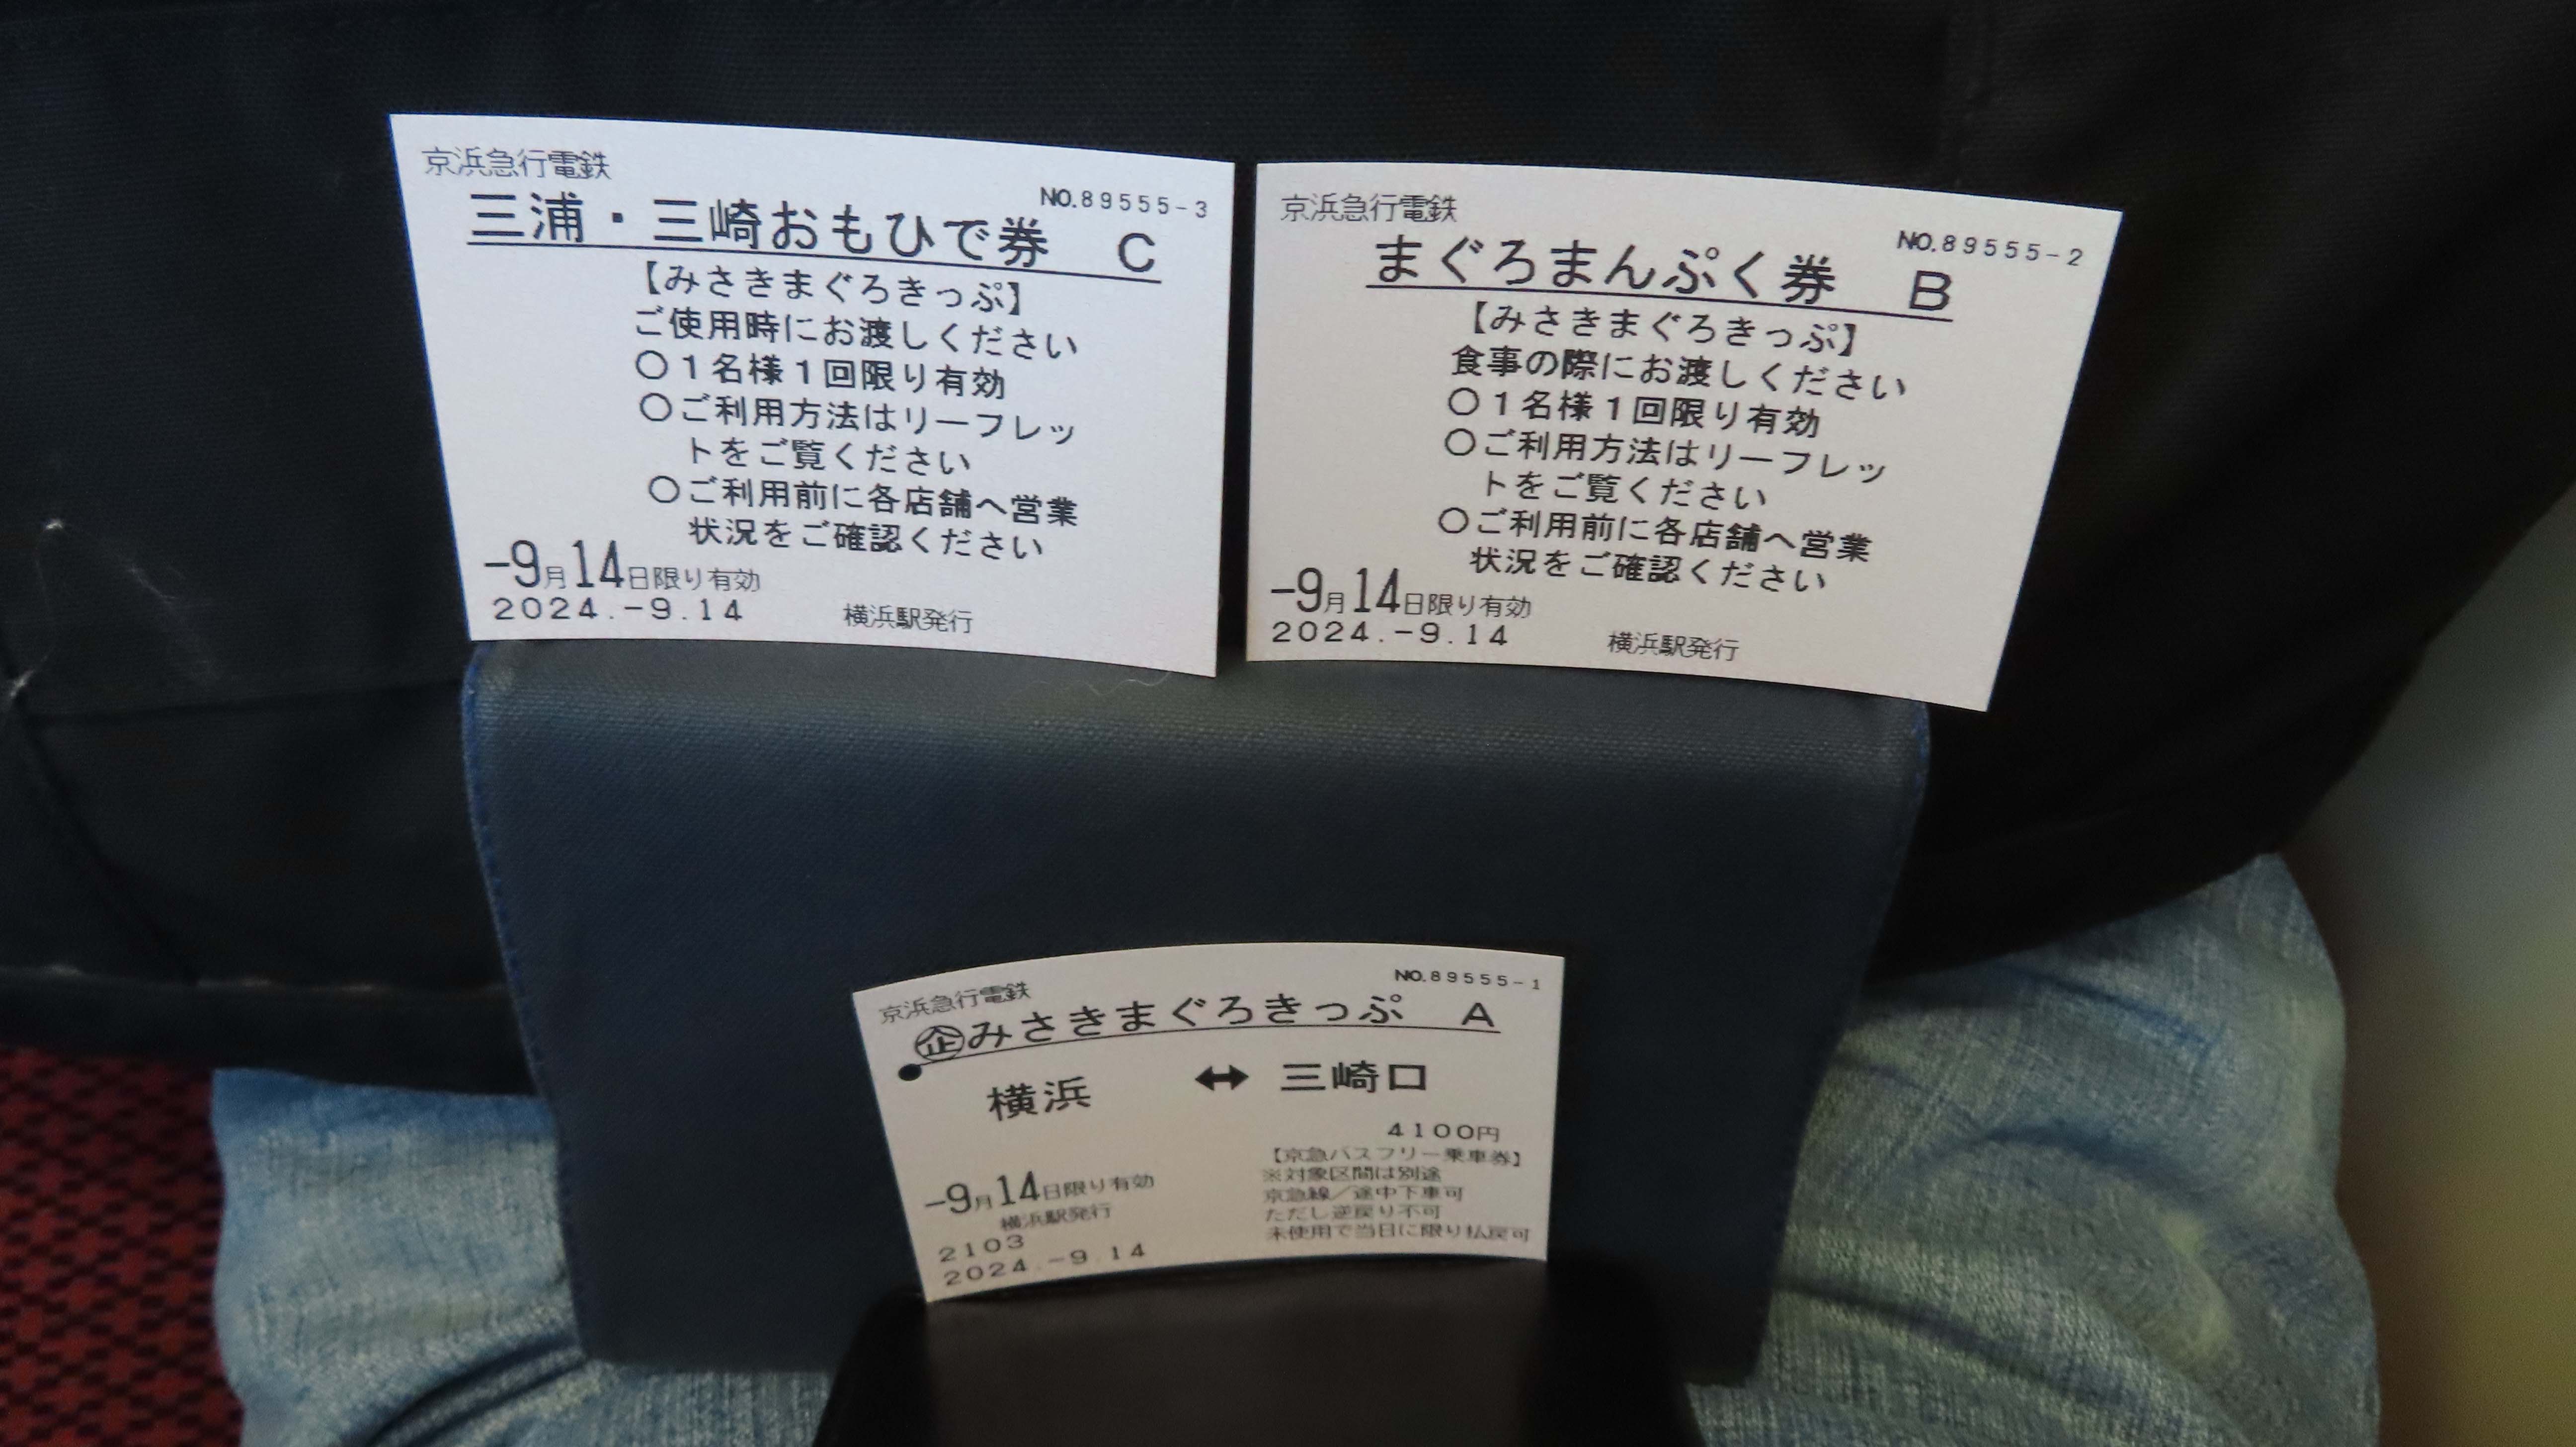 京浜急行電鉄
NO.89555-3
三浦・三崎おもひで券 C
【みさきまぐろきっぷ】
ご使用時にお渡しください
○1名様1回限り有効
○ご利用方法はリーフレッ
トをご覧ください
○ご利用前に各店舗へ営業
状況をご確認ください
-9月14日限り有効
2024.-9.14 横浜駅発行
京浜急行電鉄
NO.89555-2
まぐろまんぷく券 B
【みさきまぐろきっぷ】
食事の際にお渡しください
○1名様1回限り有効
○ご利用方法はリーフレッ
トをご覧ください
○ご利用前に各店舗へ営業
状況をご確認ください
-9月14日限り有効
2024.-9.14 横浜駅発行
京浜急行電鉄
NO.89555-1
㊭みさきまぐろきっぷ A
横浜 ↔ 三崎口
4100円
【京急バスフリー乗車券】
※対象区間は別途
京急線/途中下車可
ただし逆戻り不可
未使用で当日に限り払戻可
-9月14日限り有効
横浜駅発行
2103
2024.-9.14